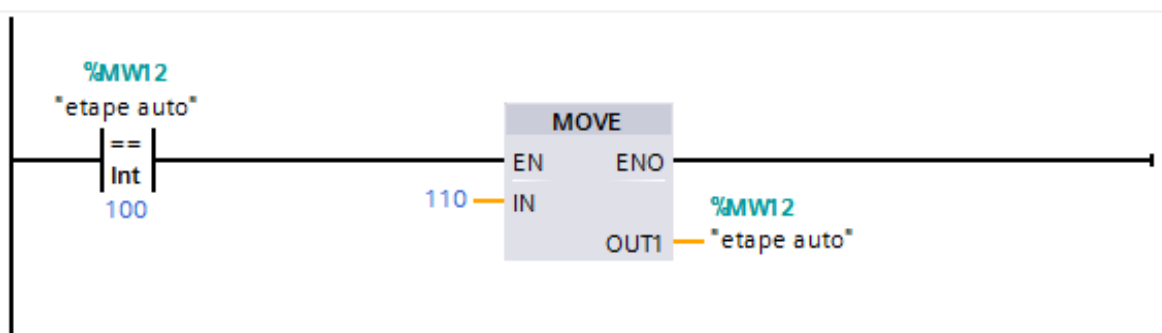 %MW12
"etape auto"
==
Int
100
MOVE
EN ENO
110 IN
%MW12
OUT1 "etape auto"